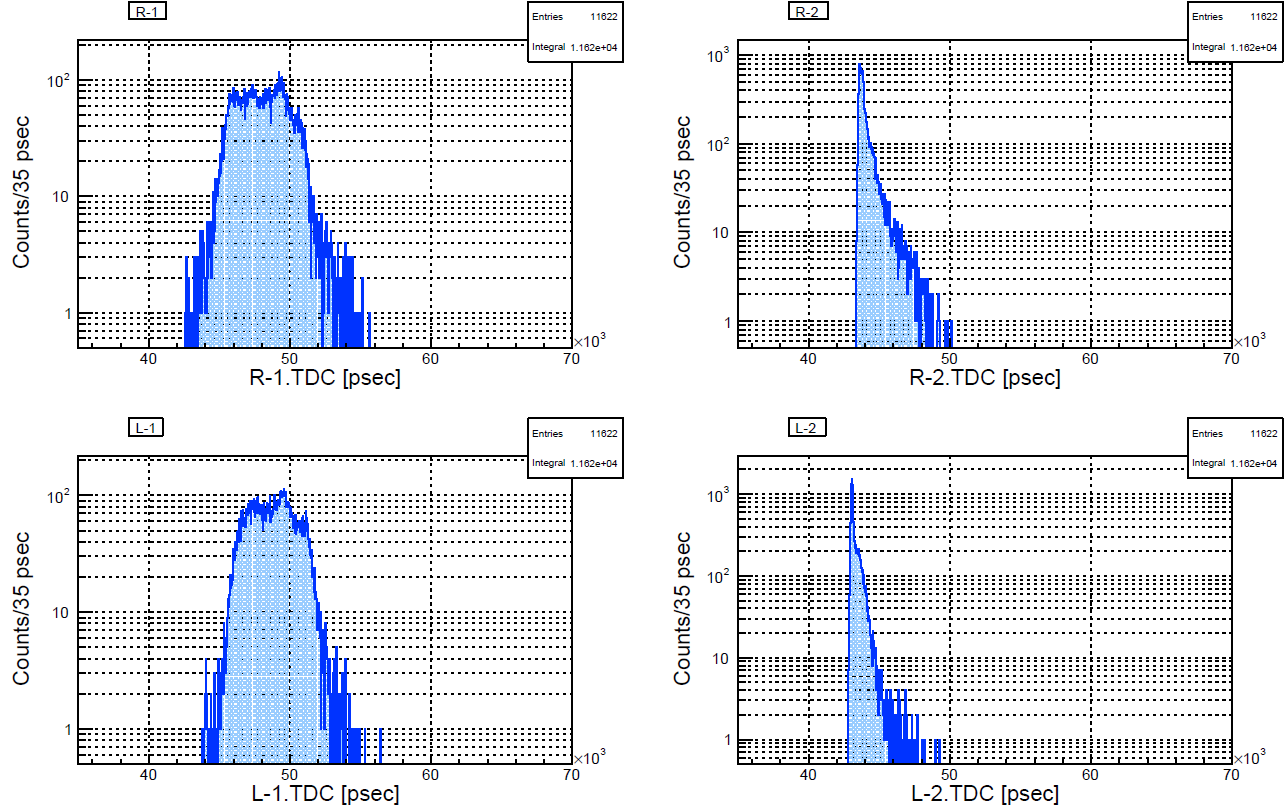 R-1
Entries 11622
Integral 1.162e+04
Counts/35 psec
10²
10
1
40 50 60 70
×10³
R-1.TDC [psec]
R-2
Entries 11622
Integral 1.162e+04
Counts/35 psec
10³
10²
10
1
40 50 60 70
×10³
R-2.TDC [psec]
L-1
Entries 11622
Integral 1.162e+04
Counts/35 psec
10²
10
1
40 50 60 70
×10³
L-1.TDC [psec]
L-2
Entries 11622
Integral 1.162e+04
Counts/35 psec
10³
10²
10
1
40 50 60 70
×10³
L-2.TDC [psec]